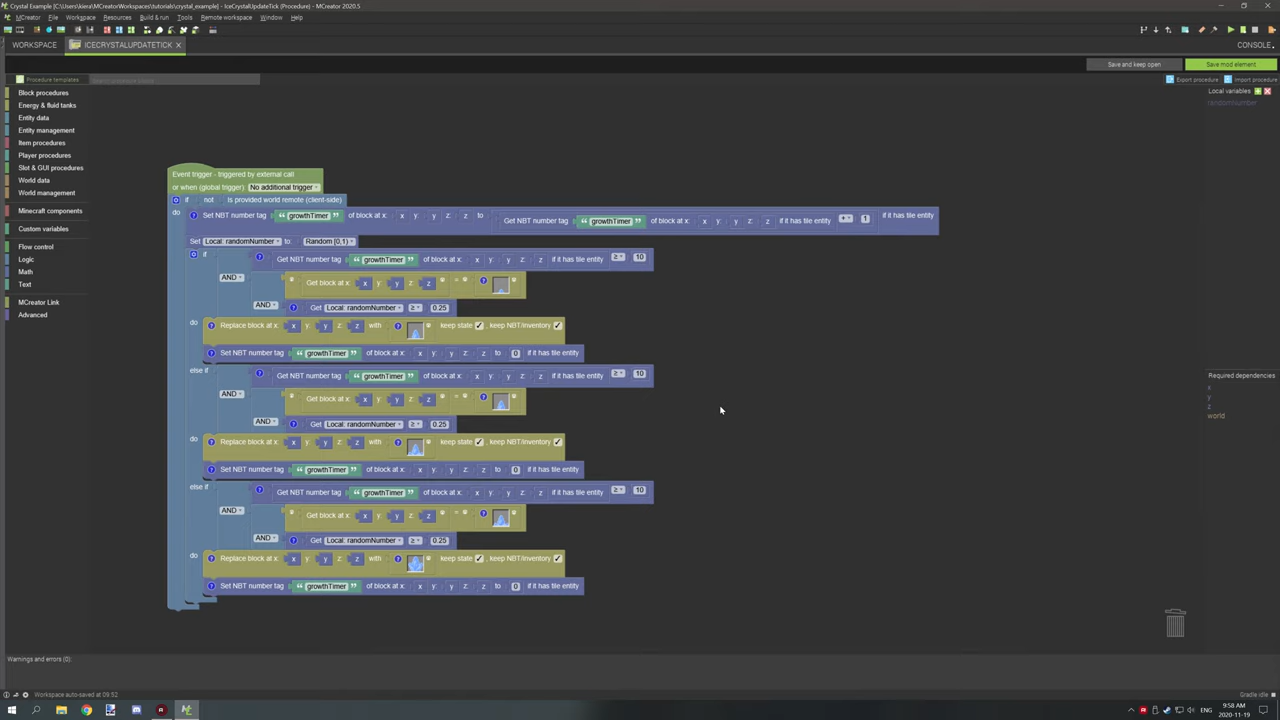 Crystal Example [C:\Users\kiera\MCreatorWorkspaces\tutorials\crystal_example] - IceCrystalUpdateTick (Procedure) - MCreator 2020.5
MCreator File Workspace Resources Build & run Tools Remote workspace Window Help
WORKSPACE ICECRYSTALUPDATETICK CONSOLE
Save and keep open Save mod element
Procedure templates Export procedure Import procedure
Block procedures Local variables
Energy & fluid tanks randomNumber
Entity data
Entity management
Item procedures
Player procedures
Slot & GUI procedures
World data
World management
Minecraft components
Custom variables
Flow control
Logic
Math
Text
MCreator Link
Advanced
Event trigger - triggered by external call
or when (global trigger): No additional trigger
if not Is provided world remote (client-side)
do Set NBT number tag “growthTimer” of block at x: x y: y z: z to Get NBT number tag “growthTimer” of block at x: x y: y z: z if it has tile entity + 1 if it has tile entity
Set Local: randomNumber to: Random [0,1)
if Get NBT number tag “growthTimer” of block at x: x y: y z: z if it has tile entity ≥ 10
AND Get block at x: x y: y z: z =
AND Get Local: randomNumber ≥ 0.25
do Replace block at x: x y: y z: z with keep state ✓, keep NBT/inventory ✓
Set NBT number tag “growthTimer” of block at x: x y: y z: z to 0 if it has tile entity
else if Get NBT number tag “growthTimer” of block at x: x y: y z: z if it has tile entity ≥ 10
AND Get block at x: x y: y z: z =
AND Get Local: randomNumber ≥ 0.25
do Replace block at x: x y: y z: z with keep state ✓, keep NBT/inventory ✓
Set NBT number tag “growthTimer” of block at x: x y: y z: z to 0 if it has tile entity
else if Get NBT number tag “growthTimer” of block at x: x y: y z: z if it has tile entity ≥ 10
AND Get block at x: x y: y z: z =
AND Get Local: randomNumber ≥ 0.25
do Replace block at x: x y: y z: z with keep state ✓, keep NBT/inventory ✓
Set NBT number tag “growthTimer” of block at x: x y: y z: z to 0 if it has tile entity
Required dependencies
x
y
z
world
Warnings and errors (0):
Workspace auto-saved at 09:52 Gradle idle
ENG 9:58 AM
2020-11-19